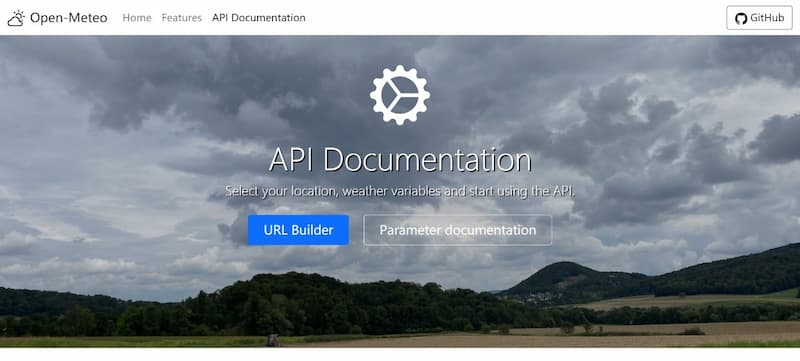 Open-Meteo Home Features API Documentation GitHub
API Documentation
Select your location, weather variables and start using the API.
URL Builder Parameter documentation